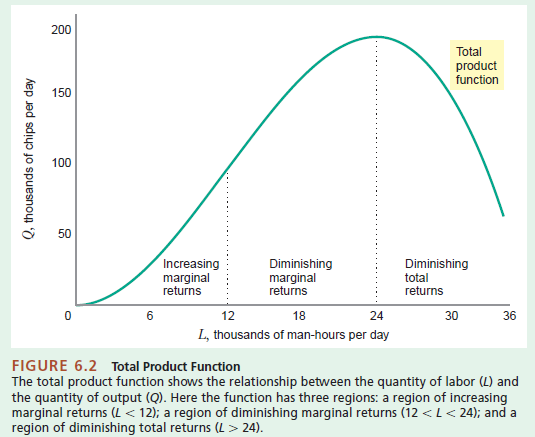 200
Total
product
function
150
100
50
Q, thousands of chips per day
Increasing
marginal
returns
Diminishing
marginal
returns
Diminishing
total
returns
0 6 12 18 24 30 36
L, thousands of man-hours per day
FIGURE 6.2 Total Product Function
The total product function shows the relationship between the quantity of labor (L) and
the quantity of output (Q). Here the function has three regions: a region of increasing
marginal returns (L < 12); a region of diminishing marginal returns (12 < L < 24); and a
region of diminishing total returns (L > 24).